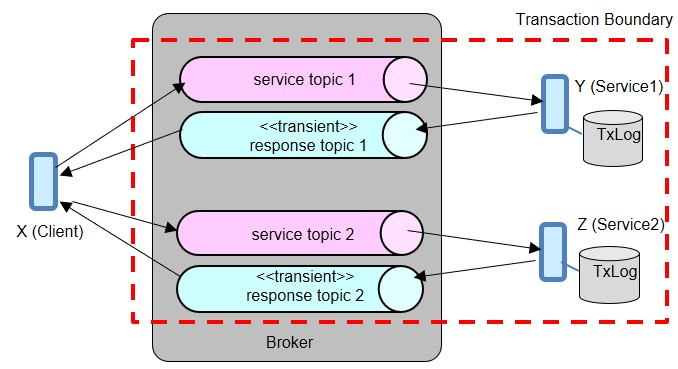 Transaction Boundary
service topic 1
Y (Service1)
<<transient>>
response topic 1
TxLog
X (Client)
service topic 2
Z (Service2)
<<transient>>
response topic 2
TxLog
Broker